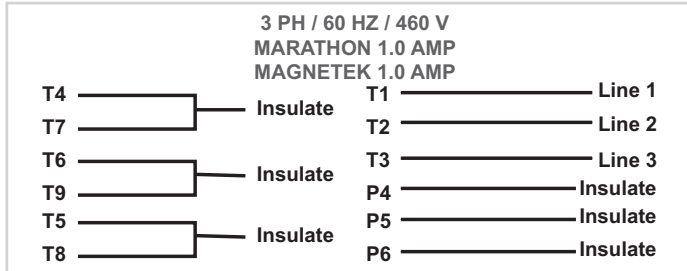 3 PH / 60 HZ / 460 V
MARATHON 1.0 AMP
MAGNETEK 1.0 AMP
T4
T7
Insulate
T6
T9
Insulate
T5
T8
Insulate
T1 Line 1
T2 Line 2
T3 Line 3
P4 Insulate
P5 Insulate
P6 Insulate